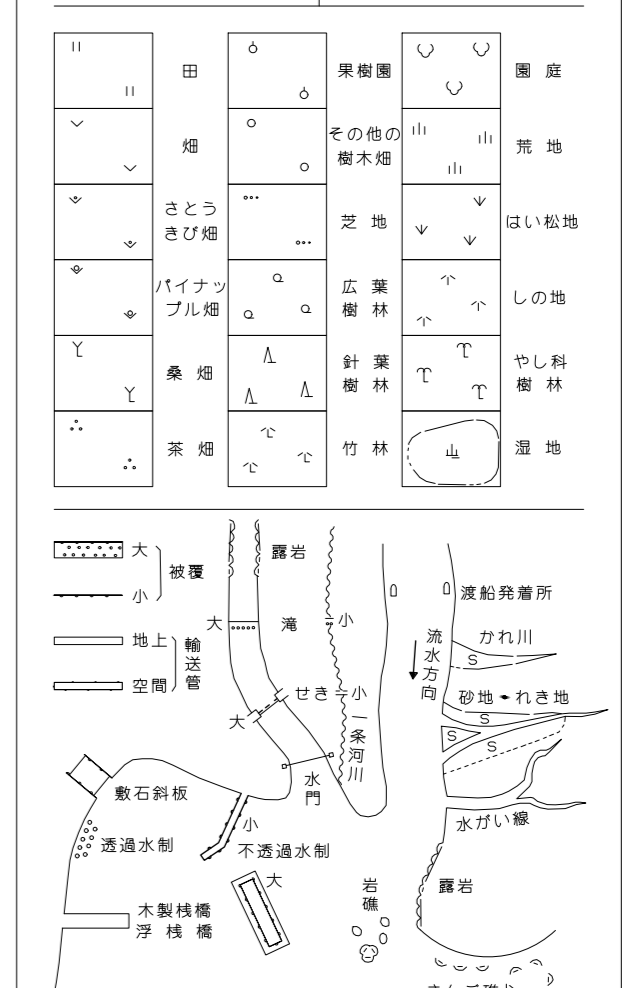 田
果樹園
園庭
畑
その他の
樹木畑
荒地
さとう
きび畑
芝地
はい松地
パイナッ
プル畑
広葉
樹林
しの地
桑畑
針葉
樹林
やし科
樹林
茶畑
竹林
湿地
大
小
被覆
地上
空間
輸送管
露岩
大
滝
小
せき
小
大
一条河川
水門
流水方向
渡船発着所
かれ川
S
砂地・れき地
S
S
S
水がい線
敷石斜板
透過水制
小
不透過水制
大
木製桟橋
浮桟橋
岩礁
露岩